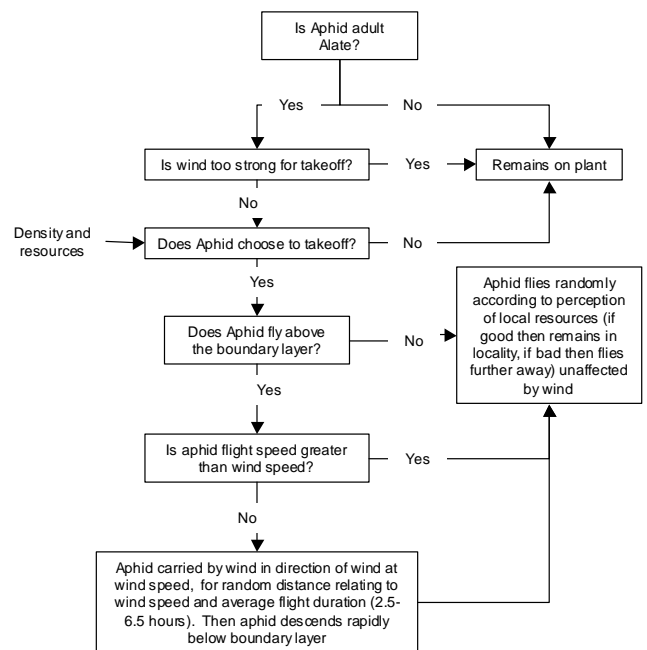 Is Aphid adult
Alate?
Yes
No
Is wind too strong for takeoff?
Yes
Remains on plant
No
Density and
resources
Does Aphid choose to takeoff?
No
Yes
Does Aphid fly above
the boundary layer?
No
Aphid flies randomly
according to perception
of local resources (if
good then remains in
locality, if bad then flies
further away) unaffected
by wind
Yes
Is aphid flight speed greater
than wind speed?
Yes
No
Aphid carried by wind in direction of wind at
wind speed, for random distance relating to
wind speed and average flight duration (2.5-
6.5 hours). Then aphid descends rapidly
below boundary layer